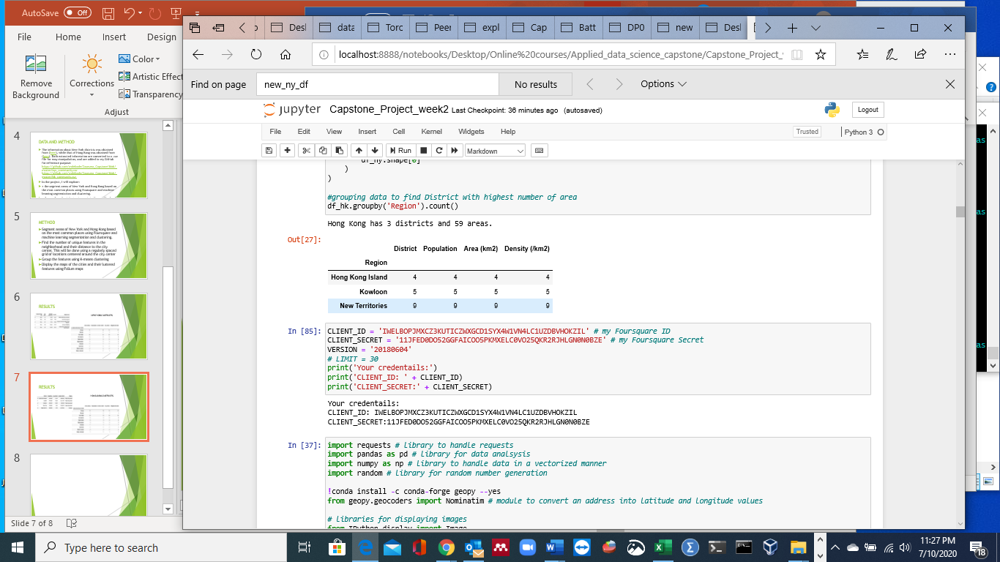 AutoSave Off
File Home Insert Design
Remove Background
Corrections
Color
Artistic Effect
Transparency
Adjust
4
DATA AND METHOD
5
METHOD
Segment areas of New York and Hong Kong based on the most common places using Foursquare and machine learning segmentation and clustering.
Find the number of unique features in the neighborhood and their distance to the city center. This will be done using a regularly spaced grid of locations centered around the city center
Group the features using K-means clustering
Display the maps of the cities and their lustered features using Folium maps
6
RESULTS
7
RESULTS
8
Slide 7 of 8
Desl data Torc Peer expl Cap Batt DP0 new Desl
localhost:8888/notebooks/Desktop/Online%20courses/Applied_data_science_capstone/Capstone_Project_
Find on page new_ny_df No results Options
jupyter Capstone_Project_week2 Last Checkpoint: 36 minutes ago (autosaved) Logout
File Edit View Insert Cell Kernel Widgets Help Trusted Python 3
Run Markdown
df_ny.shape[0]
)
)
#grouping data to find District with highest number of area
df_hk.groupby('Region').count()
Hong Kong has 3 districts and 59 areas.
Out[27]:
District Population Area (km2) Density (/km2)
Region
Hong Kong Island 4 4 4 4
Kowloon 5 5 5 5
New Territories 9 9 9 9
In [85]: CLIENT_ID = 'IWELBOPJMXCZ3KUTICZWXGCD1SYX4W1VN4LC1UZDBVHOKZIL' # my Foursquare ID
CLIENT_SECRET = '11JFED0DO52GGFAICOO5PKMXELC0VO25QKR2RJHLGN0N0BZE' # my Foursquare Secret
VERSION = '20180604'
# LIMIT = 30
print('Your credentails:')
print('CLIENT_ID: ' + CLIENT_ID)
print('CLIENT_SECRET:' + CLIENT_SECRET)
Your credentails:
CLIENT_ID: IWELBOPJMXCZ3KUTICZWXGCD1SYX4W1VN4LC1UZDBVHOKZIL
CLIENT_SECRET:11JFED0DO52GGFAICOO5PKMXELC0VO25QKR2RJHLGN0N0BZE
In [37]: import requests # library to handle requests
import pandas as pd # library for data analsysis
import numpy as np # library to handle data in a vectorized manner
import random # library for random number generation
!conda install -c conda-forge geopy --yes
from geopy.geocoders import Nominatim # module to convert an address into latitude and longitude values
# libraries for displaying images
from IPython.display import Image
as
as
as
Type here to search
11:27 PM
7/10/2020
18